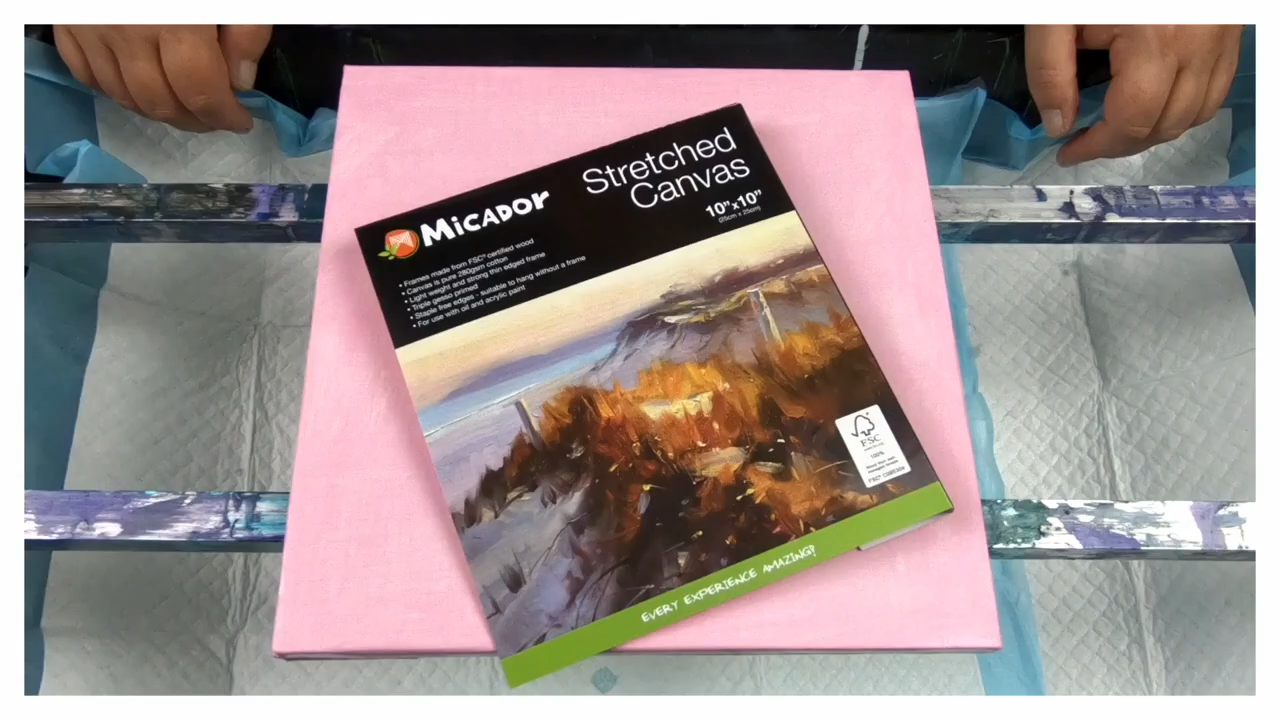 Stretched
Canvas
10”x10”
(25cm x 25cm)
MICADOR
• Frames made from FSC® certified wood
• Canvas is pure 280gsm cotton
• Light weight and strong thin edged frame
• Triple gesso primed
• Staple free edges - suitable to hang without a frame
• For use with oil and acrylic paint
FSC
100%
EVERY EXPERIENCE AMAZING!